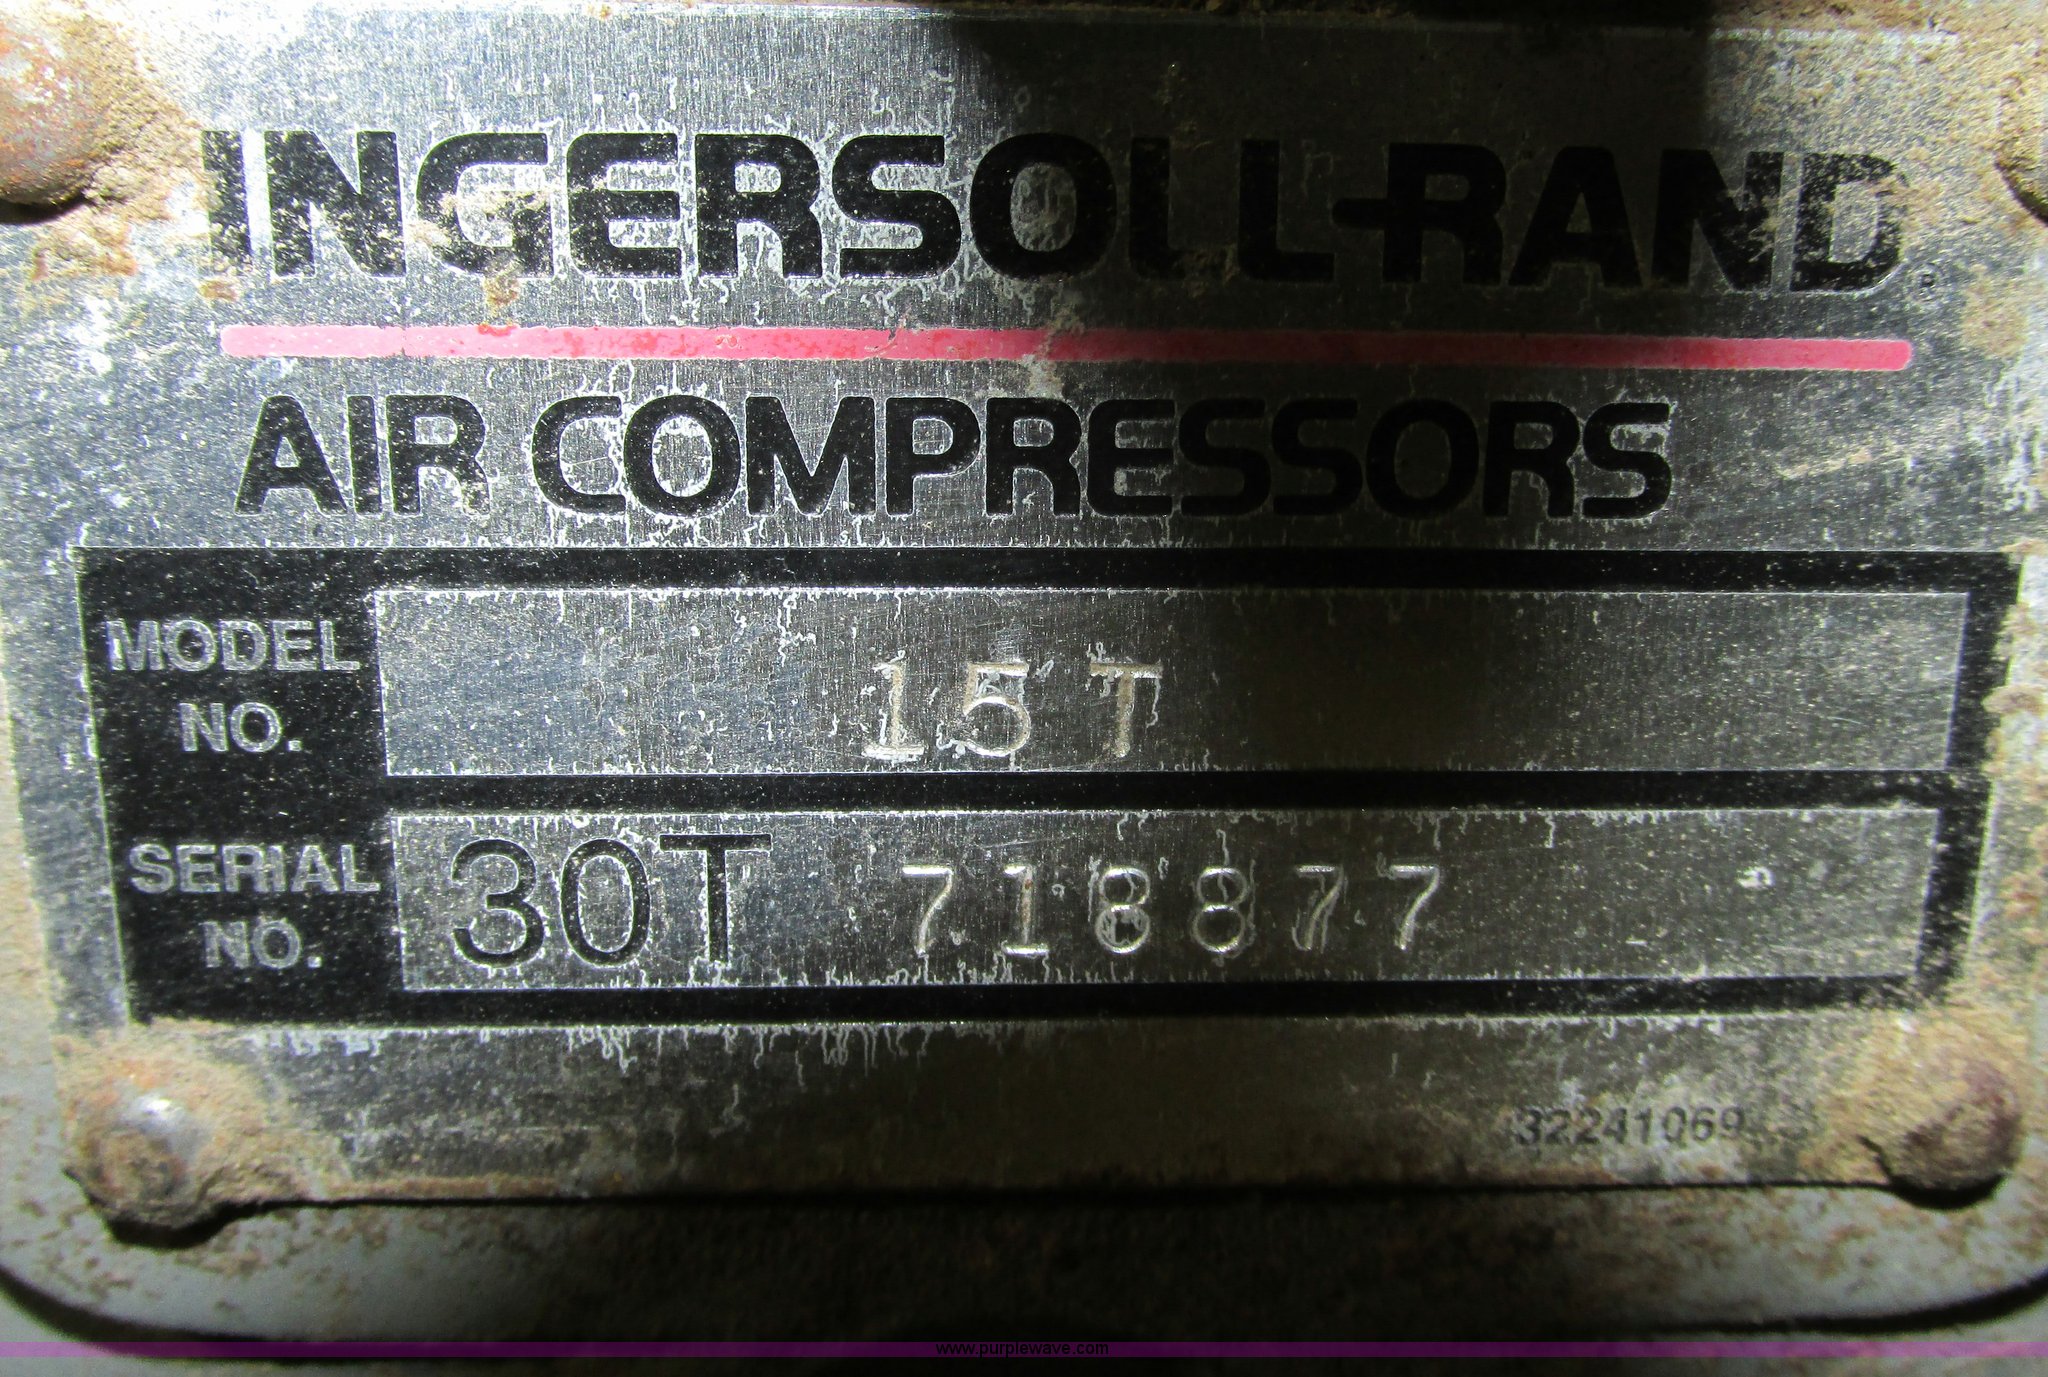 INGERSOLL-RAND®
AIR COMPRESSORS
MODEL NO. 15T
SERIAL NO. 30T 718877
32241069
www.purplewave.com